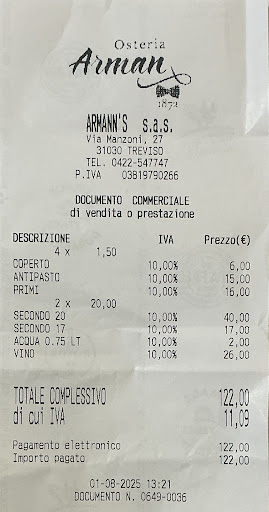 Osteria
Arman
1872
ARMANN'S s.a.s.
Via Manzoni, 27
31030 TREVISO
TEL. 0422-547747
P.IVA 03819790266
DOCUMENTO COMMERCIALE
di vendita o prestazione
DESCRIZIONE IVA Prezzo(€)
4 x 1,50
COPERTO 10,00% 6,00
ANTIPASTO 10,00% 15,00
PRIMI 10,00% 16,00
2 x 20,00
SECONDO 20 10,00% 40,00
SECONDO 17 10,00% 17,00
ACQUA 0.75 LT 10,00% 2,00
VINO 10,00% 26,00
TOTALE COMPLESSIVO 122,00
di cui IVA 11,09
Pagamento elettronico 122,00
Importo pagato 122,00
01-08-2025 13:21
DOCUMENTO N. 0649-0036